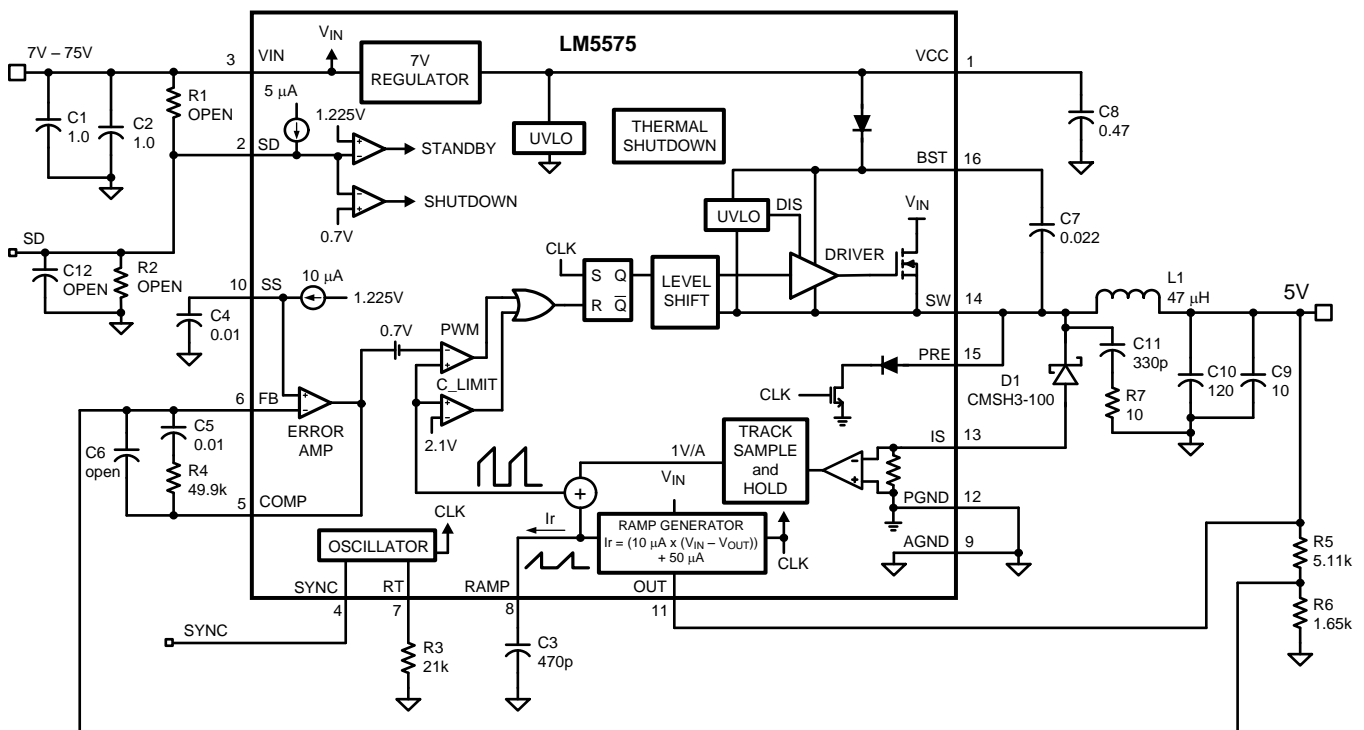 LM5575
7V – 75V
3
VIN
VIN
7V
REGULATOR
VCC
1
R1
OPEN
5 μA
1.225V
C1
1.0
C2
1.0
UVLO
THERMAL
SHUTDOWN
C8
0.47
2
SD
STANDBY
BST
16
SHUTDOWN
0.7V
UVLO
DIS
VIN
C7
0.022
SD
C12
OPEN
R2
OPEN
CLK
DRIVER
10
SS
10 μA
1.225V
S
Q
R
Q
LEVEL
SHIFT
SW
14
L1
47 μH
5V
C4
0.01
0.7V
PWM
C_LIMIT
2.1V
PRE
15
C11
330p
C10
120
C9
10
CLK
D1
CMSH3-100
R7
10
6
FB
ERROR
AMP
C5
0.01
C6
open
R4
49.9k
1V/A
TRACK
SAMPLE
and
HOLD
IS
13
+
VIN
5
COMP
PGND
12
CLK
Ir
RAMP GENERATOR
Ir = (10 μA x (VIN – VOUT))
+ 50 μA
CLK
AGND
9
OSCILLATOR
R5
5.11k
SYNC
4
RT
7
RAMP
8
OUT
11
R6
1.65k
SYNC
R3
21k
C3
470p